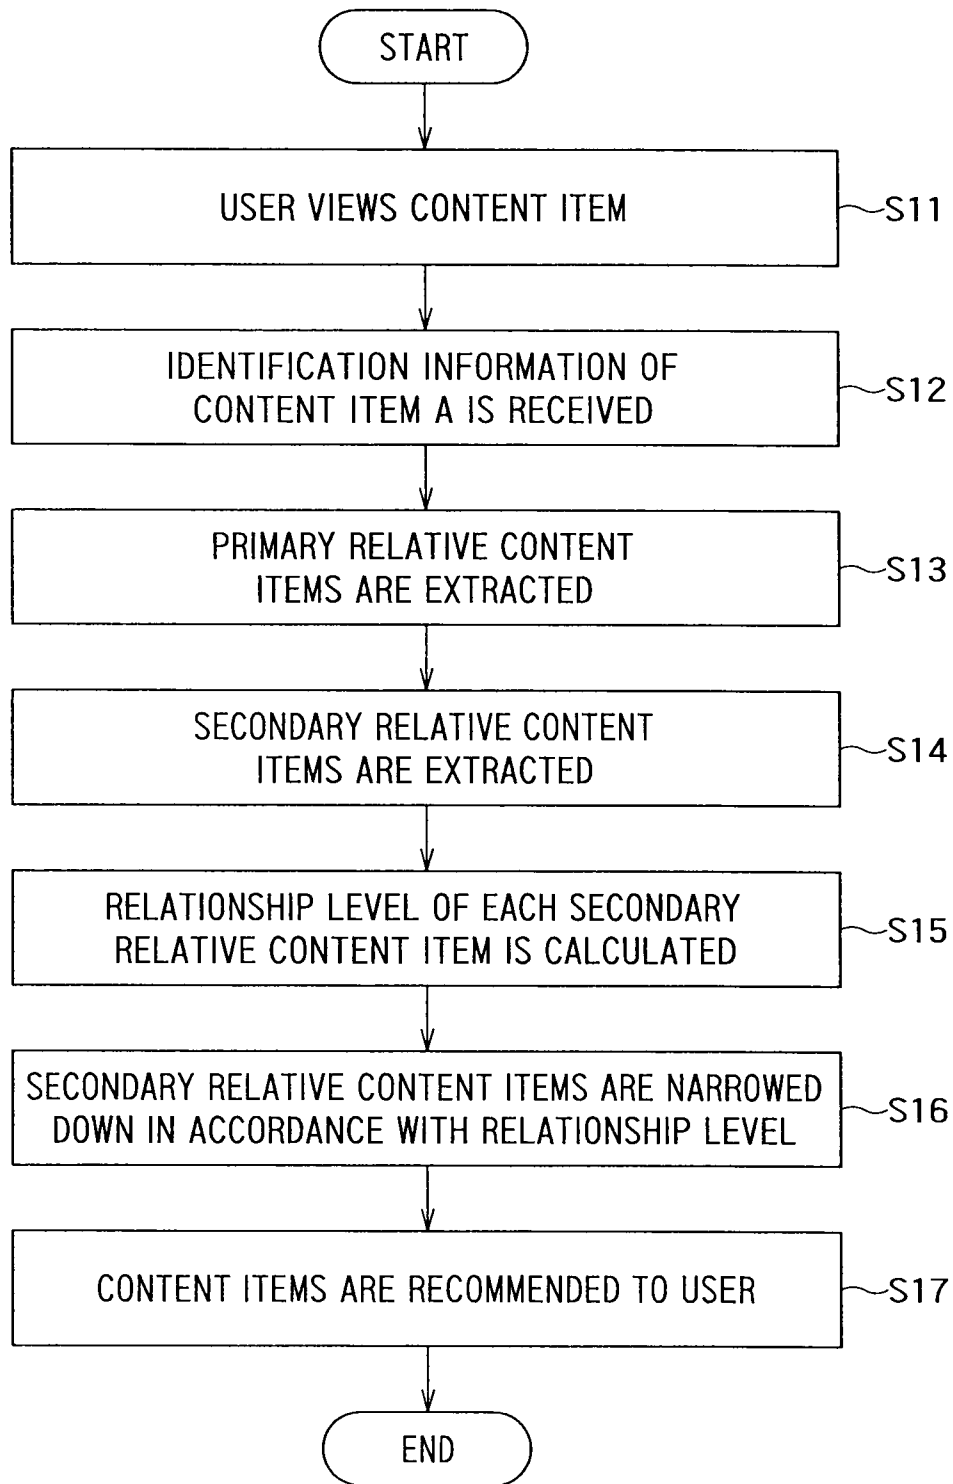 START
USER VIEWS CONTENT ITEM
S11
IDENTIFICATION INFORMATION OF
CONTENT ITEM A IS RECEIVED
S12
PRIMARY RELATIVE CONTENT
ITEMS ARE EXTRACTED
S13
SECONDARY RELATIVE CONTENT
ITEMS ARE EXTRACTED
S14
RELATIONSHIP LEVEL OF EACH SECONDARY
RELATIVE CONTENT ITEM IS CALCULATED
S15
SECONDARY RELATIVE CONTENT ITEMS ARE NARROWED
DOWN IN ACCORDANCE WITH RELATIONSHIP LEVEL
S16
CONTENT ITEMS ARE RECOMMENDED TO USER
S17
END